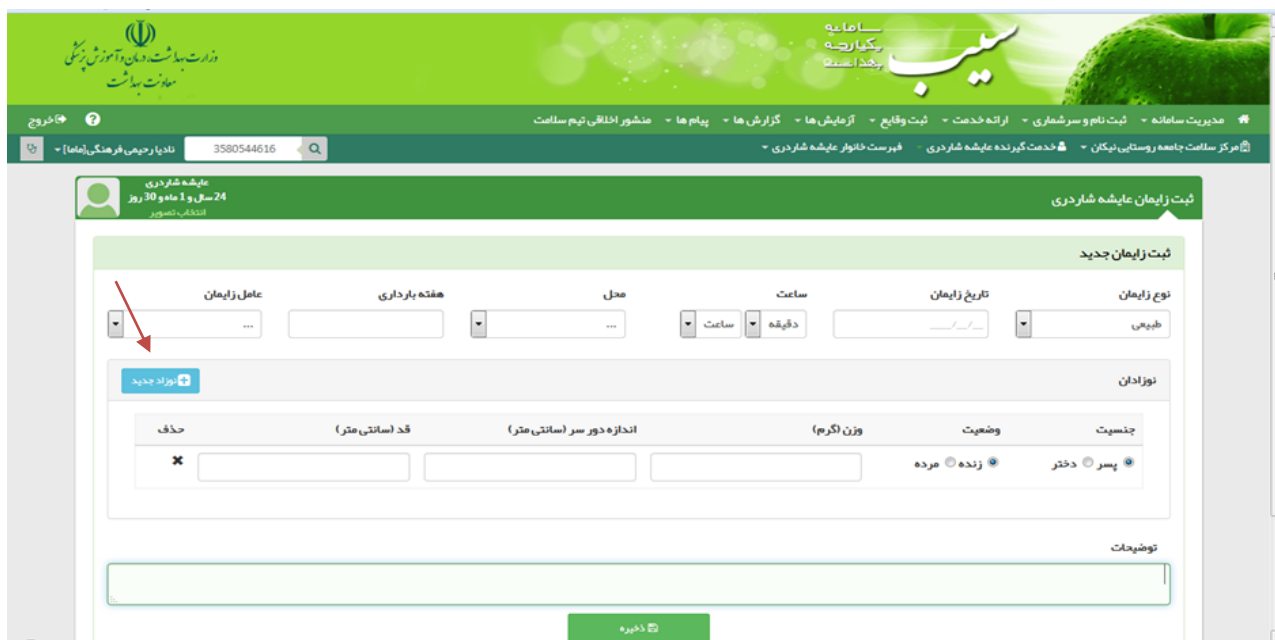 وزارت بهداشت، درمان و آموزش پزشکی
معاونت بهداشت
سامانه
یکپارچه
بهداشت
سیب
مدیریت سامانه
ثبت نام و سرشماری
ارائه خدمت
ثبت وقایع
آزمایش ها
گزارش ها
پیام ها
منشور اخلاقی تیم سلامت
خروج
مرکز سلامت جامعه روستایی نیکان
خدمت گیرنده عایشه شاردری
فهرست خانوار عایشه شاردری
3580544616
نادیا رحیمی فرهنگی[ماما]
ثبت زایمان عایشه شاردری
عایشه شاردری
24 سال و 1 ماه و 30 روز
انتخاب تصویر
ثبت زایمان جدید
نوع زایمان
تاریخ زایمان
ساعت
محل
هفته بارداری
عامل زایمان
طبیعی
__/__/____
دقیقه
ساعت
...
...
نوزادان
نوزاد جدید
جنسیت
وضعیت
وزن (گرم)
اندازه دور سر (سانتی متر)
قد (سانتی متر)
حذف
پسر
دختر
زنده
مرده
توضیحات
ذخیره